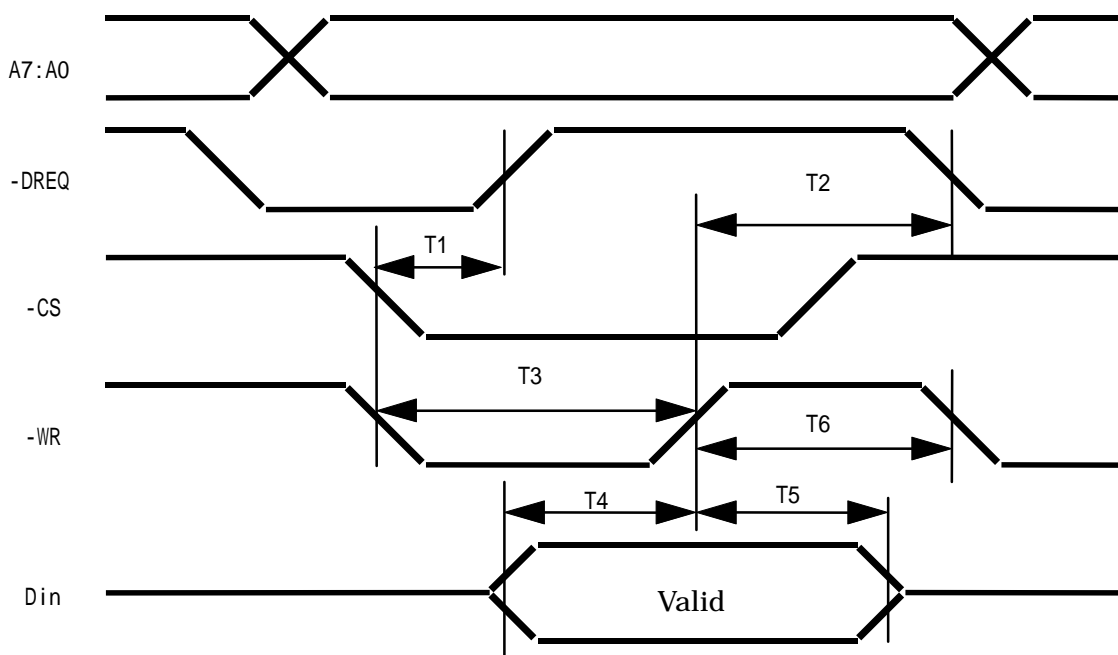 A7:A0
-DREQ
T2
T1
-CS
T3
-WR
T6
T4
T5
Din
Valid